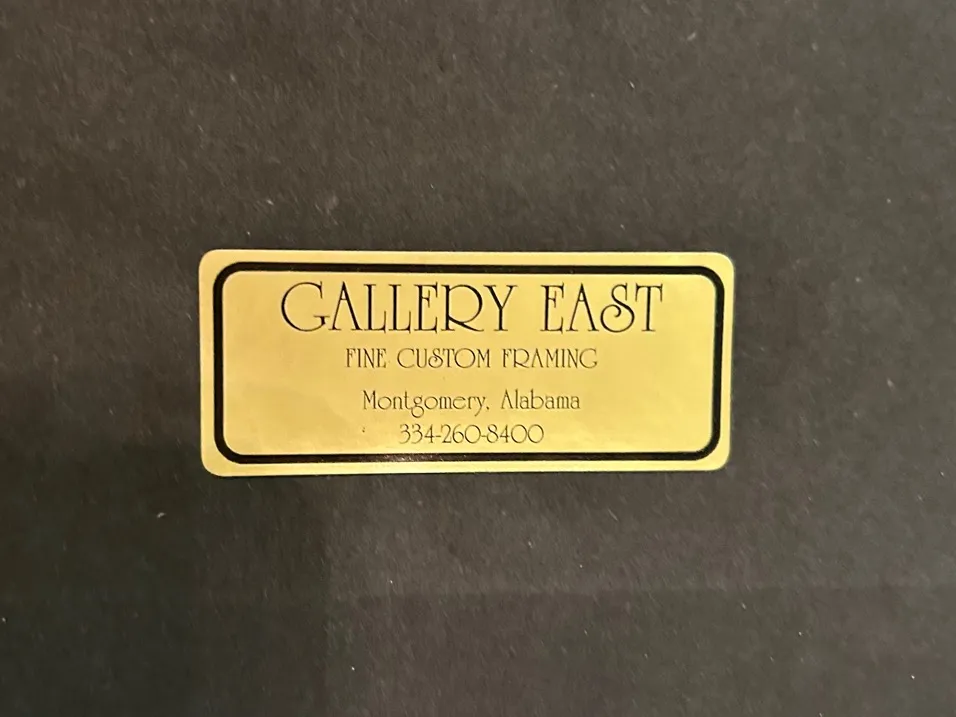 GALLERY EAST
FINE CUSTOM FRAMING
Montgomery, Alabama
334-260-8400